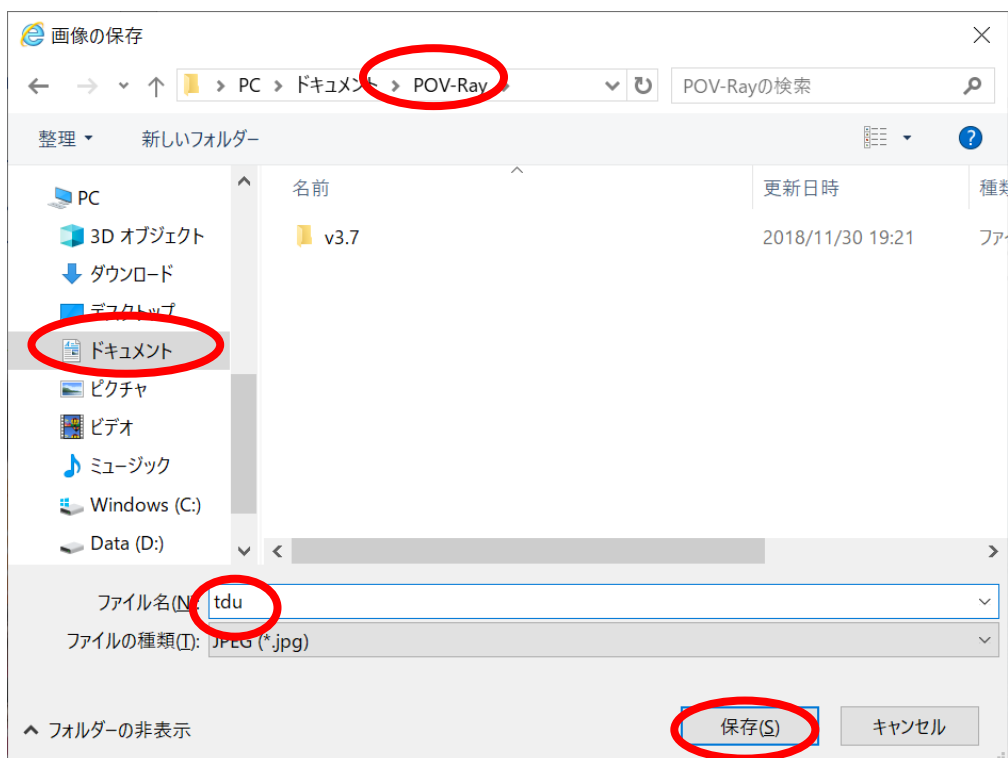 画像の保存
PC > ドキュメント > POV-Ray >
POV-Rayの検索
整理
新しいフォルダー
PC
3D オブジェクト
ダウンロード
デスクトップ
ドキュメント
ピクチャ
ビデオ
ミュージック
Windows (C:)
Data (D:)
名前 更新日時 種類
v3.7 2018/11/30 19:21 ファイ
ファイル名(N): tdu
ファイルの種類(T): JPEG (*.jpg)
フォルダーの非表示
保存(S) キャンセル